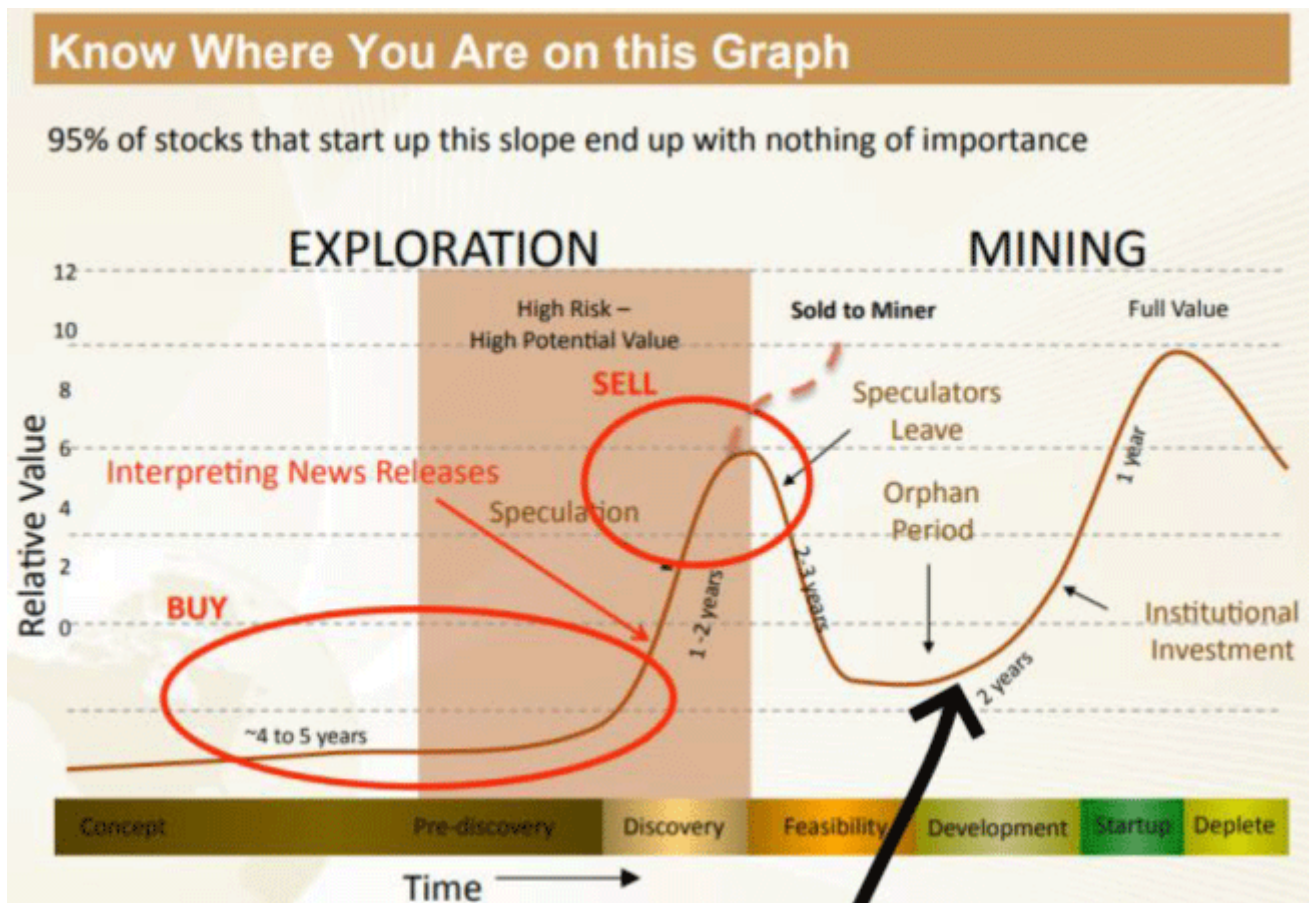 Know Where You Are on this Graph
95% of stocks that start up this slope end up with nothing of importance
EXPLORATION
MINING
12
10
8
6
4
2
0
Relative Value
High Risk –
High Potential Value
Sold to Miner
Full Value
SELL
Speculators
Leave
Interpreting News Releases
Speculation
Orphan
Period
1 year
BUY
1 -2 years
2-3 years
Institutional
Investment
2 years
~4 to 5 years
Concept
Pre-discovery
Discovery
Feasibility
Development
Startup
Deplete
Time